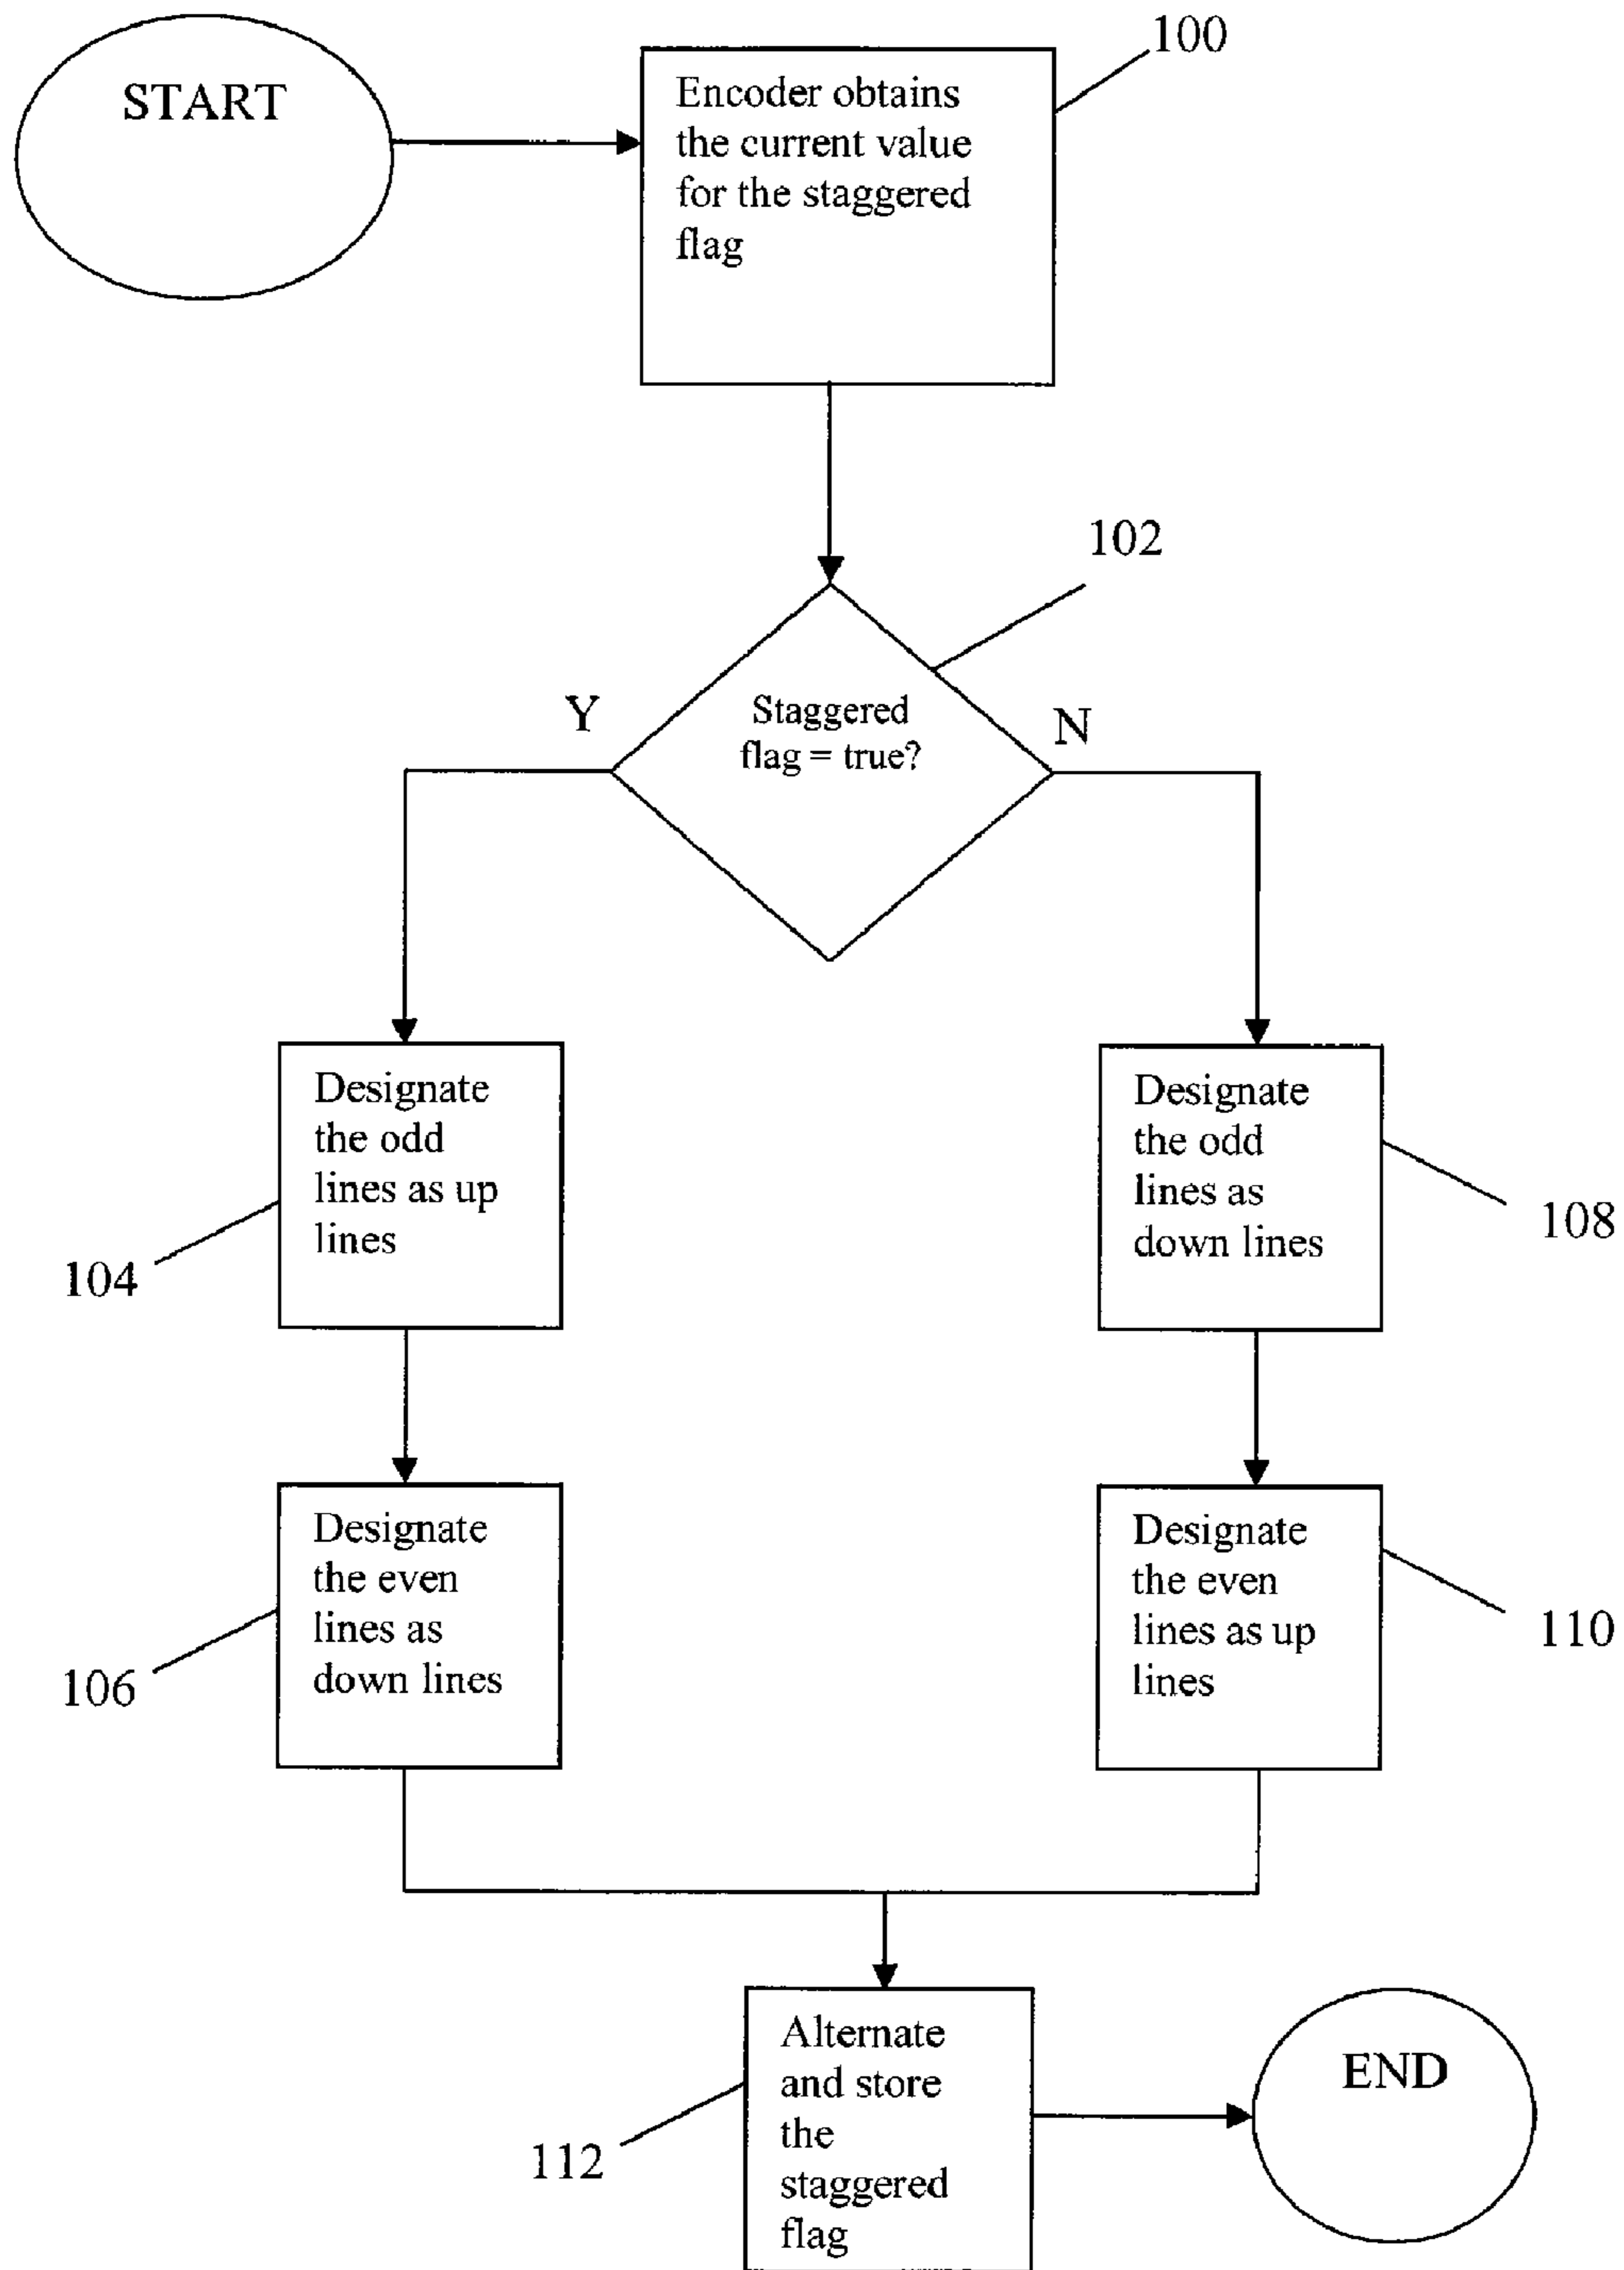 START
100
Encoder obtains
the current value
for the staggered
flag
102
Y
Staggered
flag = true?
N
Designate
the odd
lines as up
lines
104
Designate
the odd
lines as
down lines
108
Designate
the even
lines as
down lines
106
Designate
the even
lines as up
lines
110
Alternate
and store
the
staggered
flag
112
END